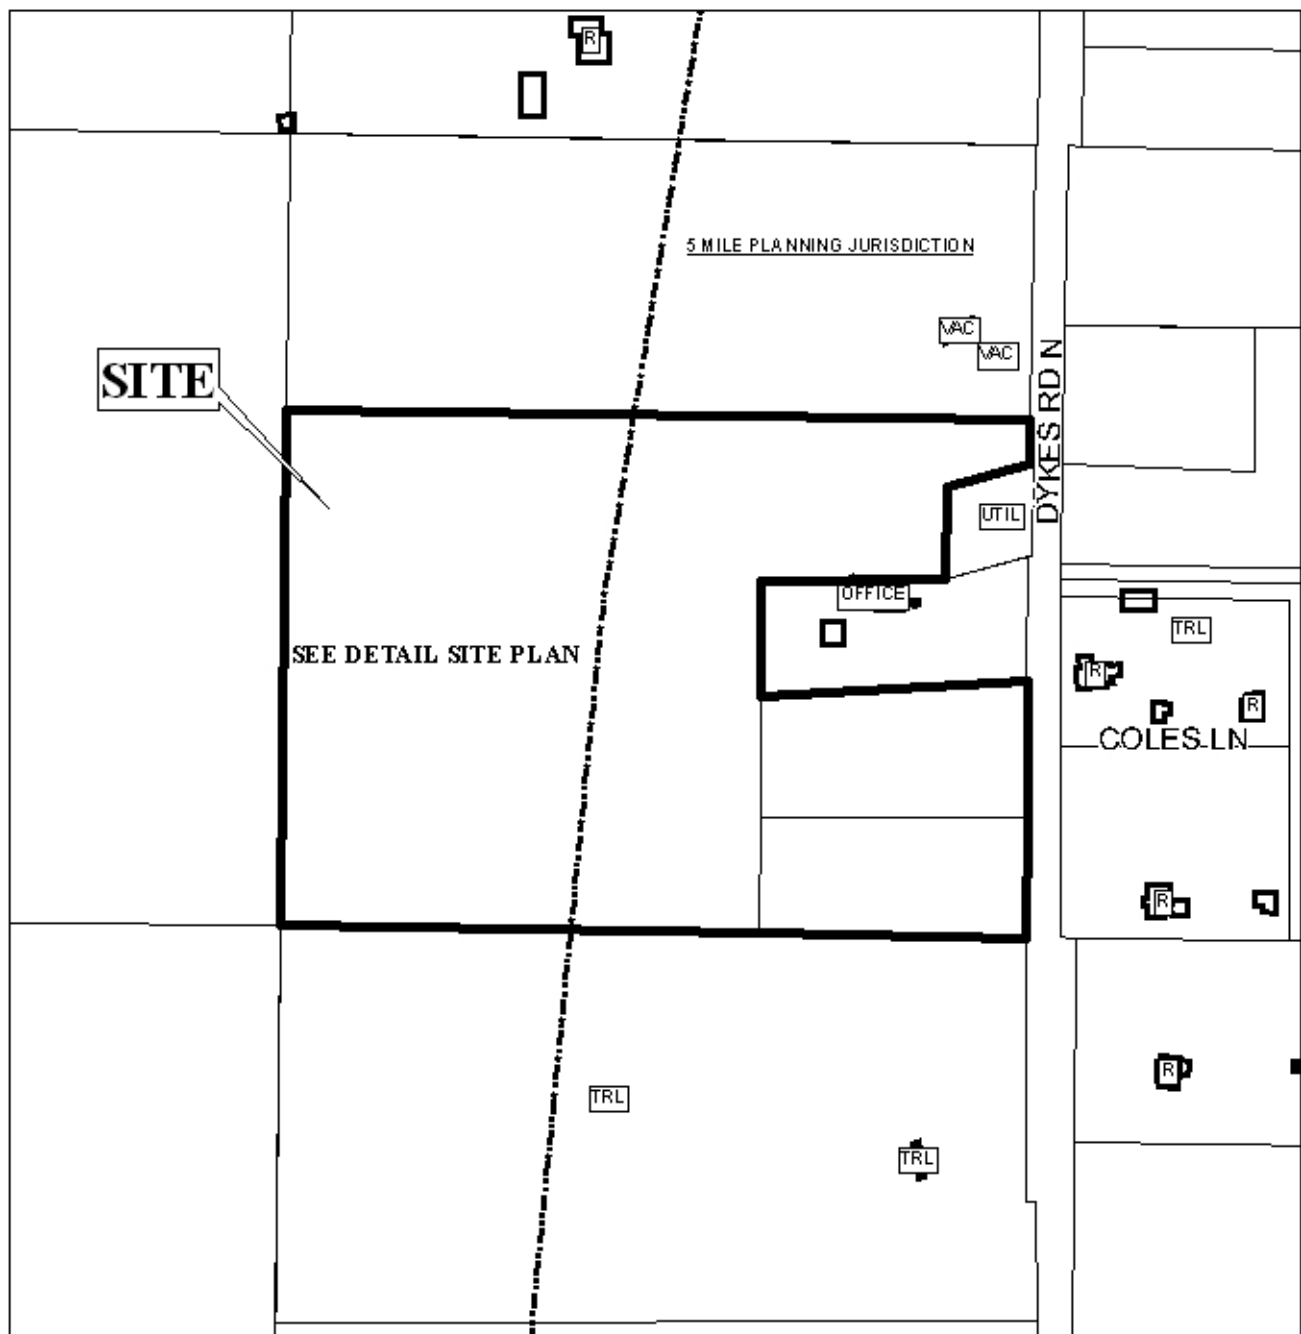 R
5 MILE PLANNING JURISDICTION
VAC
VAC
SITE
DYKES RD N
UTIL
OFFICE
TRL
SEE DETAIL SITE PLAN
R
R
COLES LN
R
R
TRL
TRL